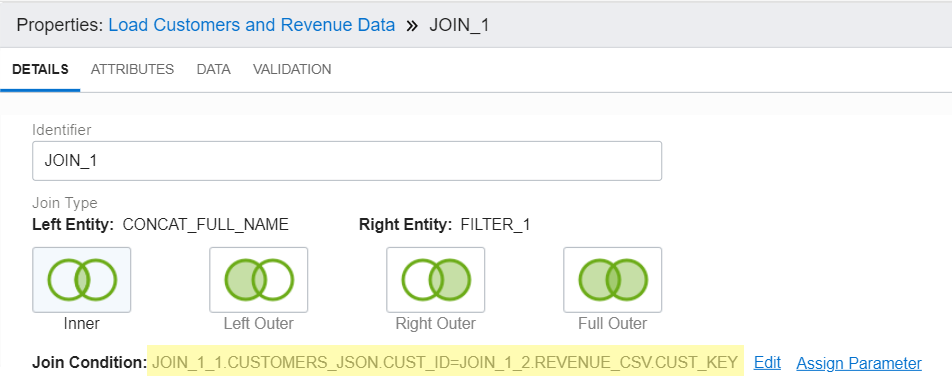 Properties: Load Customers and Revenue Data » JOIN_1
DETAILS ATTRIBUTES DATA VALIDATION
Identifier
JOIN_1
Join Type
Left Entity: CONCAT_FULL_NAME Right Entity: FILTER_1
Inner Left Outer Right Outer Full Outer
Join Condition: JOIN_1_1.CUSTOMERS_JSON.CUST_ID=JOIN_1_2.REVENUE_CSV.CUST_KEY Edit Assign Parameter